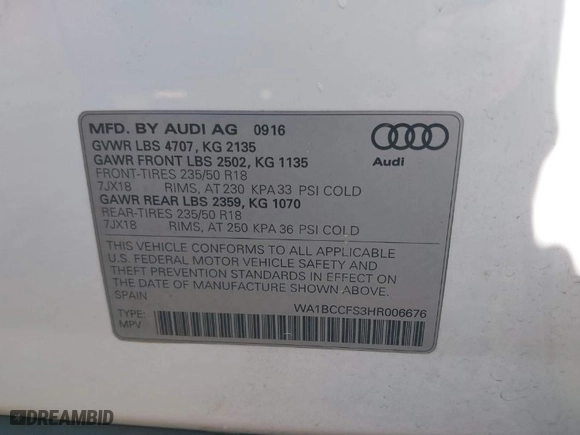 MFD. BY AUDI AG 0916
GVWR LBS 4707, KG 2135
GAWR FRONT LBS 2502, KG 1135
FRONT-TIRES 235/50 R18
7JX18 RIMS, AT 230 KPA 33 PSI COLD
GAWR REAR LBS 2359, KG 1070
REAR-TIRES 235/50 R18
7JX18 RIMS, AT 250 KPA 36 PSI COLD
THIS VEHICLE CONFORMS TO ALL APPLICABLE
U.S. FEDERAL MOTOR VEHICLE SAFETY AND
THEFT PREVENTION STANDARDS IN EFFECT ON
THE DATE OF MANUFACTURE SHOWN ABOVE.
SPAIN
WA1BCCFS3HR006676
TYPE:
MPV
Audi
DREAMBID